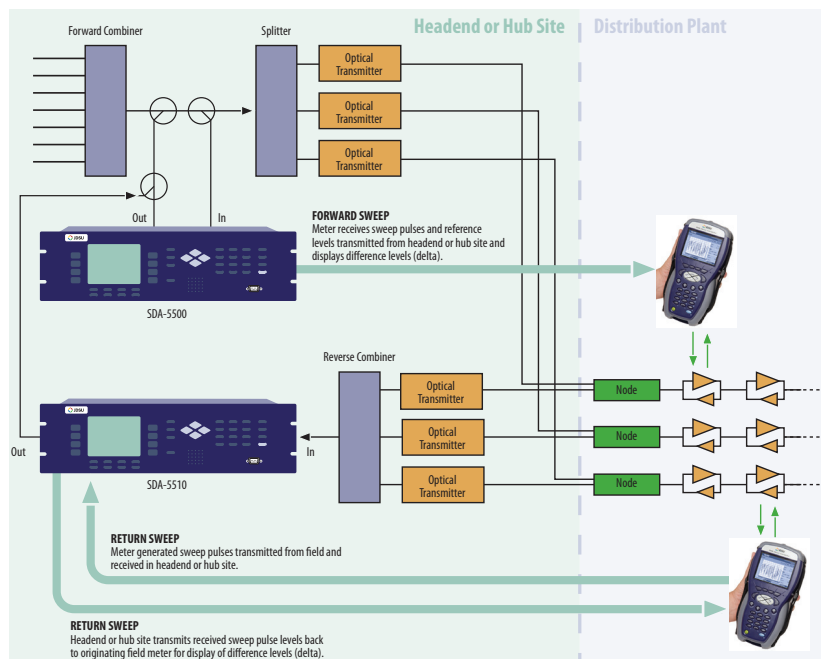 Headend or Hub Site
Distribution Plant
Forward Combiner
Splitter
Optical
Transmitter
Optical
Transmitter
Optical
Transmitter
Out
In
FORWARD SWEEP
Meter receives sweep pulses and reference
levels transmitted from headend or hub site and
displays difference levels (delta).
JDSU
SDA-5500
Reverse Combiner
Optical
Transmitter
Optical
Transmitter
Optical
Transmitter
Node
Node
Node
JDSU
Out
In
SDA-5510
RETURN SWEEP
Meter generated sweep pulses transmitted from field and
received in headend or hub site.
RETURN SWEEP
Headend or hub site transmits received sweep pulse levels back
to originating field meter for display of difference levels (delta).